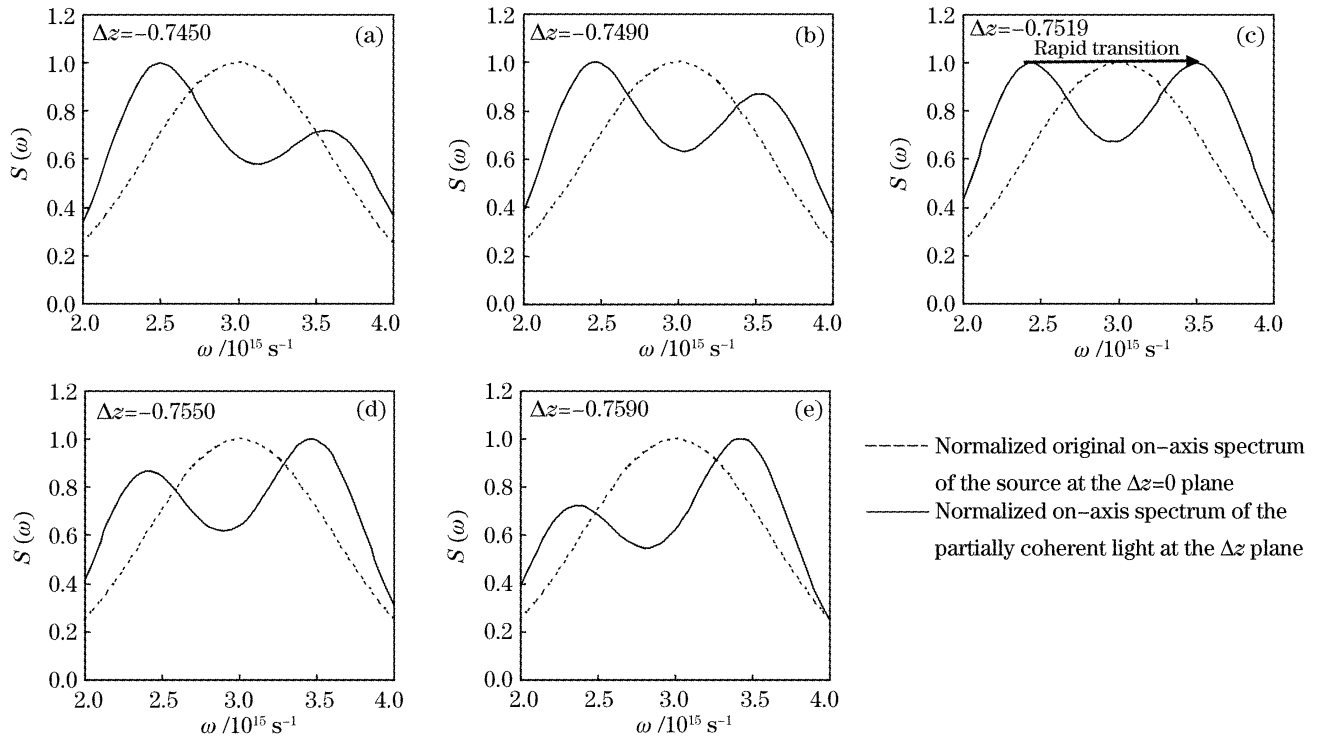 Δz=−0.7450
(a)
1.2
1.0
0.8
0.6
0.4
0.2
0.0
S (ω)
2.0 2.5 3.0 3.5 4.0
ω /10¹⁵ s⁻¹
Δz=−0.7490
(b)
1.2
1.0
0.8
0.6
0.4
0.2
0.0
S (ω)
2.0 2.5 3.0 3.5 4.0
ω /10¹⁵ s⁻¹
Δz=−0.7519
(c)
Rapid transition
1.2
1.0
0.8
0.6
0.4
0.2
0.0
S (ω)
2.0 2.5 3.0 3.5 4.0
ω /10¹⁵ s⁻¹
Δz=−0.7550
(d)
1.2
1.0
0.8
0.6
0.4
0.2
0.0
S (ω)
2.0 2.5 3.0 3.5 4.0
ω /10¹⁵ s⁻¹
Δz=−0.7590
(e)
1.2
1.0
0.8
0.6
0.4
0.2
0.0
S (ω)
2.0 2.5 3.0 3.5 4.0
ω /10¹⁵ s⁻¹
Normalized original on−axis spectrum
of the source at the Δz=0 plane
Normalized on−axis spectrum of the
partially coherent light at the Δz plane